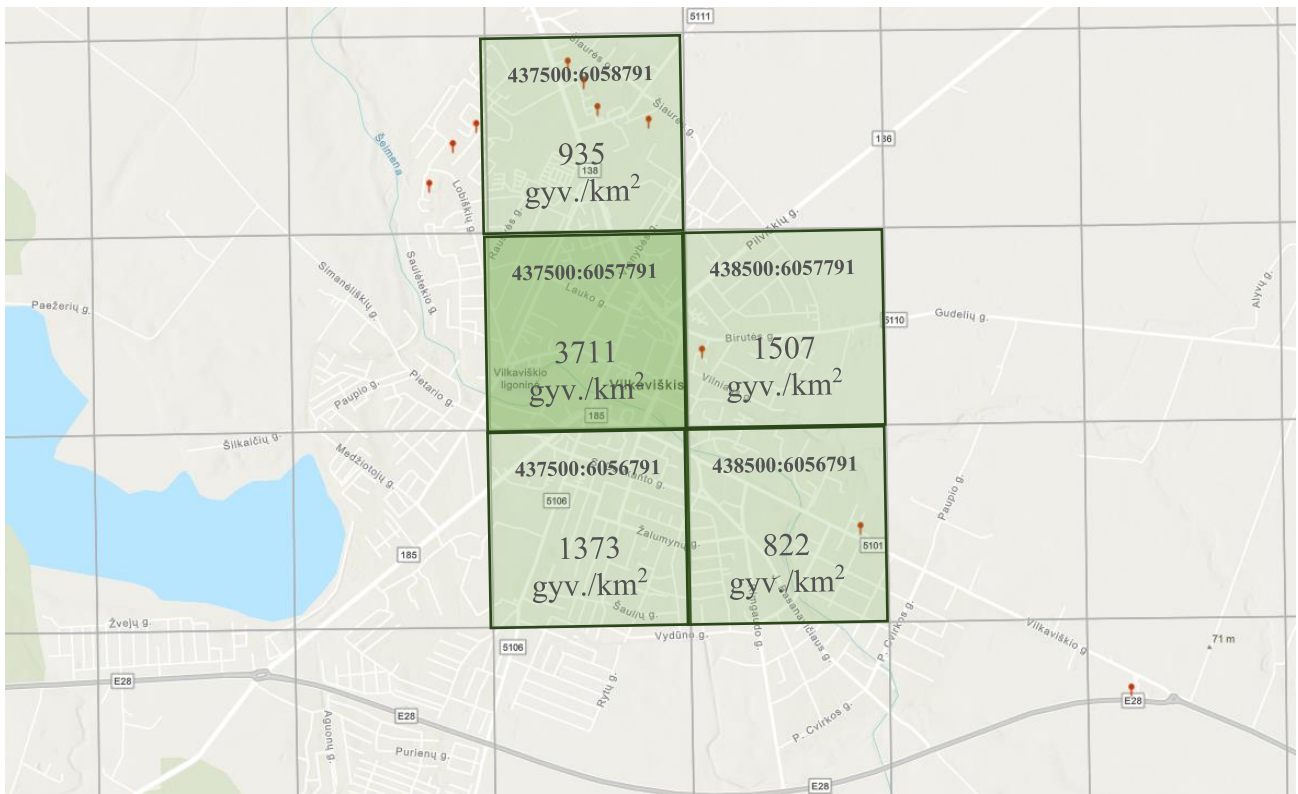 5111
Šiaurės g.
437500:6058791
Šiaurės g.
935
gyv./km²
138
136
Šeimena
Lobiškių g.
Pilviškių g.
437500:6057791
438500:6057791
Lauko g.
Saulėtekio g.
Simanėliškių g.
Paežerių g.
Alyvų g.
5110
Gudelių g.
Birutės g.
3711
gyv./km²
1507
gyv./km²
Vilkaviškio
ligoninė
Vilkaviškis
185
Pietario g.
Paupio g.
Šilkalčių g.
Medžiotojų g.
437500:6056791
438500:6056791
5106
Paupio g.
Žalumynų g.
1373
gyv./km²
822
gyv./km²
5101
185
Šaulių g.
Žvejų g.
Vydūno g.
P. Cvirkos g.
Vilkaviškio g.
71 m
5106
E28
Rytų g.
E28
E28
Aguonų g.
Purienų g.
P. Cvirkos g.
E28